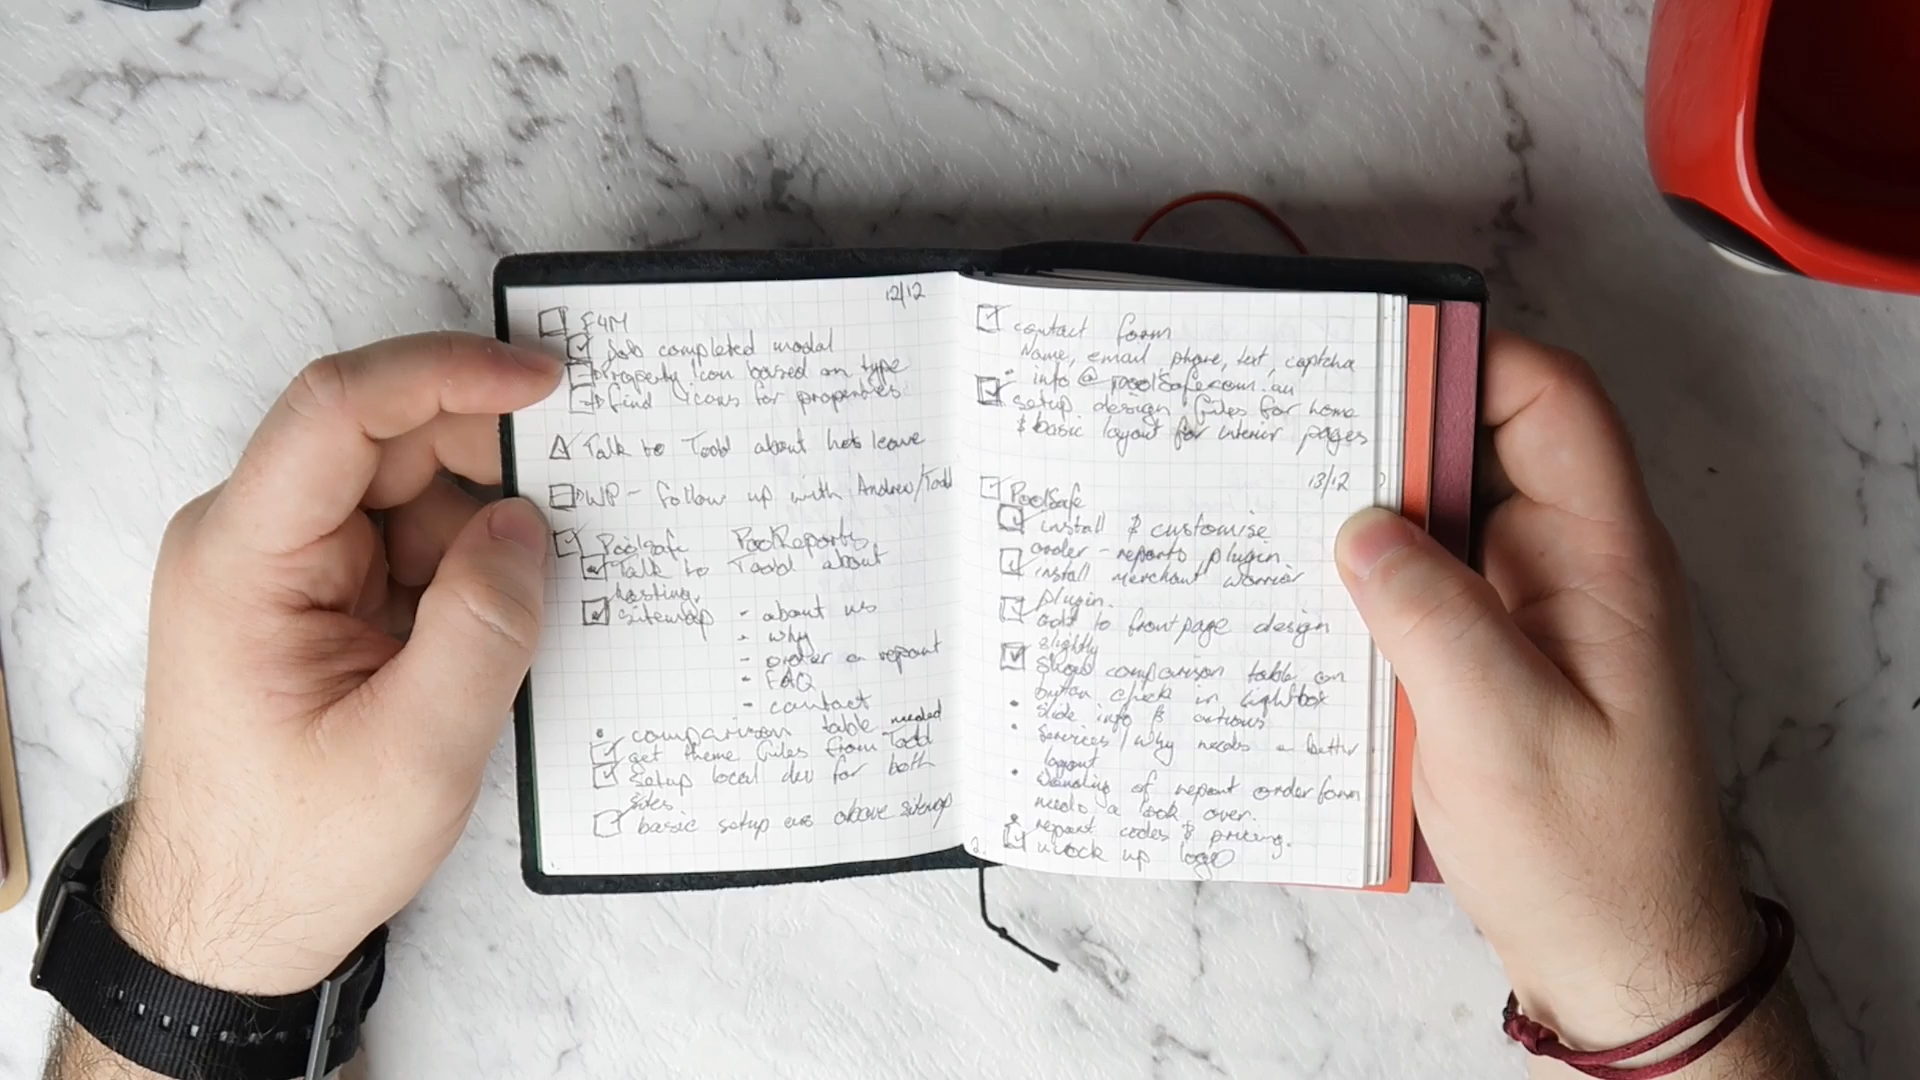 12/12
F4M
Job completed modal
Property icon based on type
find icons for properties
Talk to Todd about hols leave
WP - follow up with Andrew/Todd
Poolsafe PoolReports
Talk to Todd about
hosting.
sitemap - about us
- why
- order a report
- FAQ
- contact
• comparison table needed
get theme files from Todd
Setup local dev for both
sites
basic setup as above sitemap
contact form
Name, email phone, text, captcha
• info@poolsafe.com.au
setup design files for home
& basic layout for interior pages
13/12
PoolSafe
install & customise
order - reports plugin
install merchant warrior
plugin.
add to frontpage design
slightly
Show comparison table on
button click in lightbox
• Slide info & actions
• Services / why needs a better
layout
• Wording of report order form
needs a look over.
• report codes & pricing.
mock up logo
2.